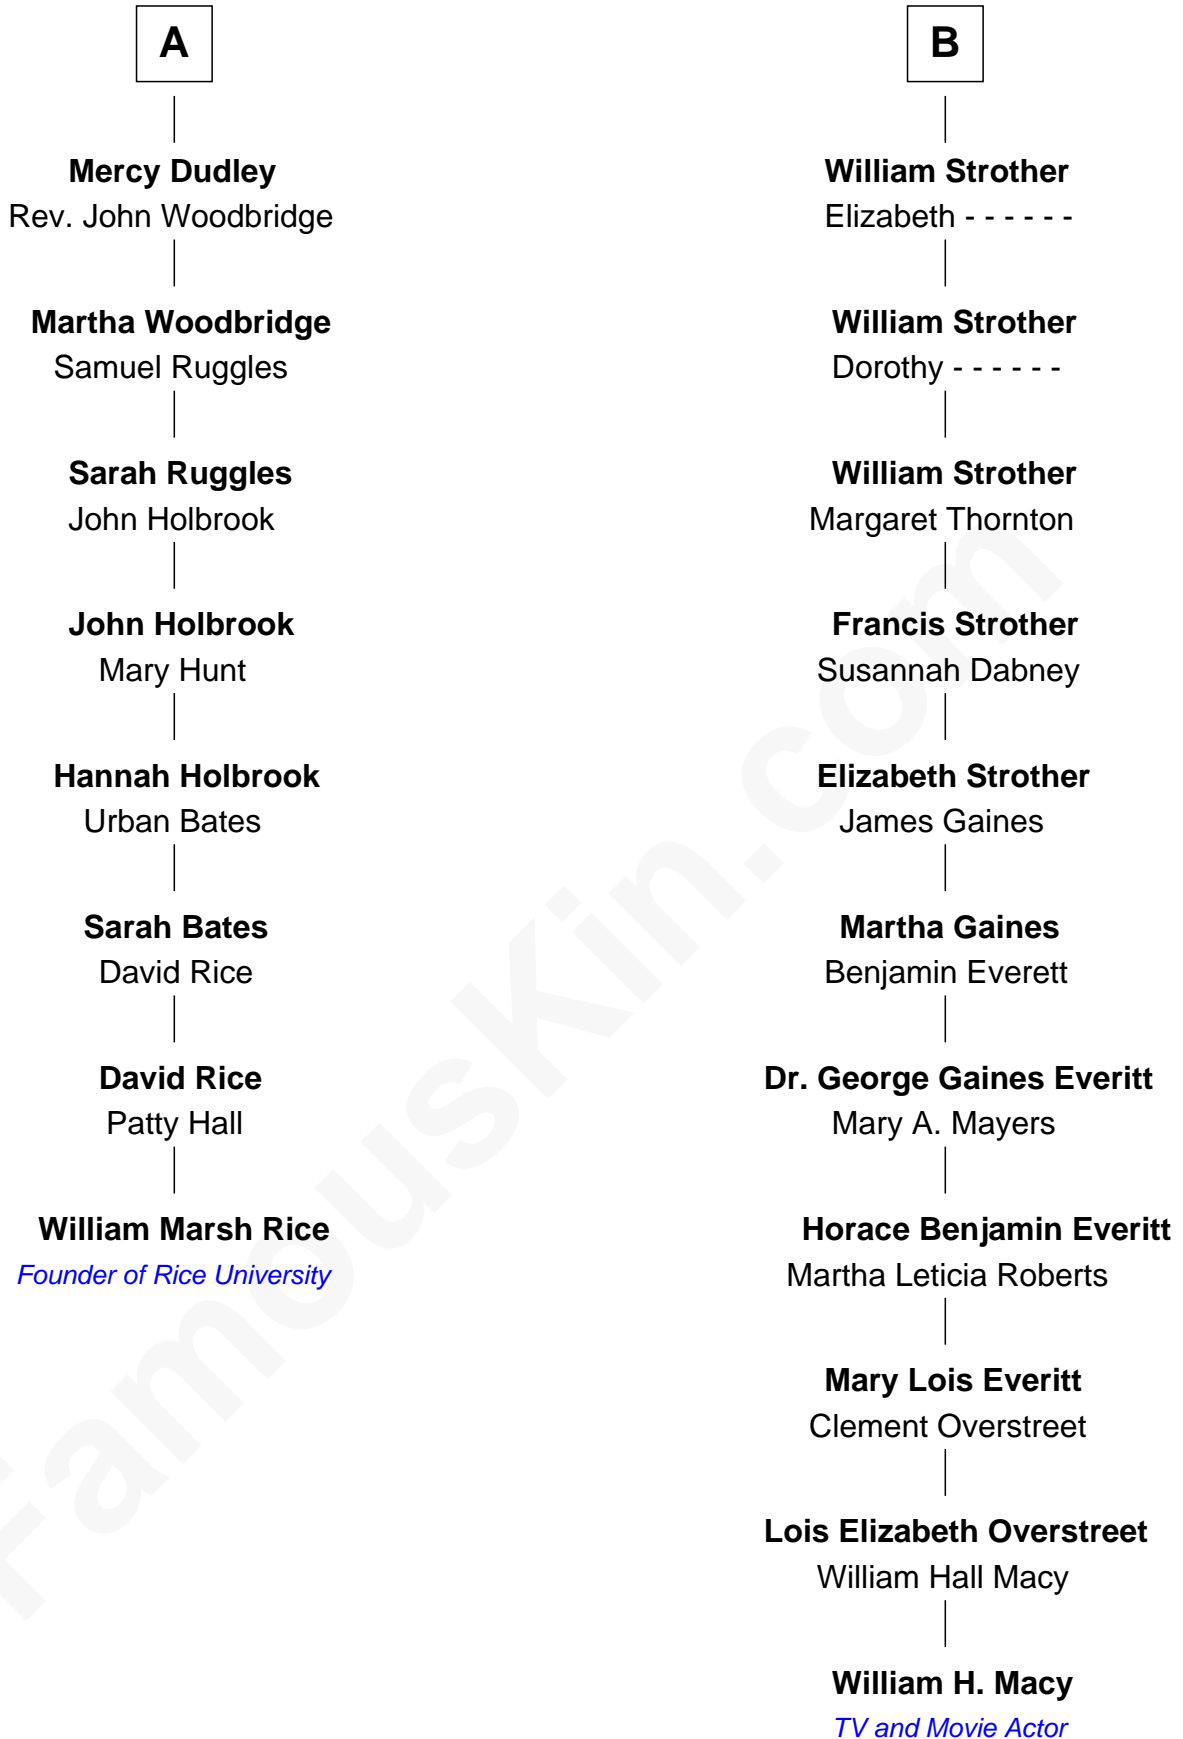 A
Mercy Dudley
Rev. John Woodbridge
Martha Woodbridge
Samuel Ruggles
Sarah Ruggles
John Holbrook
John Holbrook
Mary Hunt
Hannah Holbrook
Urban Bates
Sarah Bates
David Rice
David Rice
Patty Hall
William Marsh Rice
Founder of Rice University
B
William Strother
Elizabeth - - - - - -
William Strother
Dorothy - - - - - -
William Strother
Margaret Thornton
Francis Strother
Susannah Dabney
Elizabeth Strother
James Gaines
Martha Gaines
Benjamin Everett
Dr. George Gaines Everitt
Mary A. Mayers
Horace Benjamin Everitt
Martha Leticia Roberts
Mary Lois Everitt
Clement Overstreet
Lois Elizabeth Overstreet
William Hall Macy
William H. Macy
TV and Movie Actor
FamousKin.com